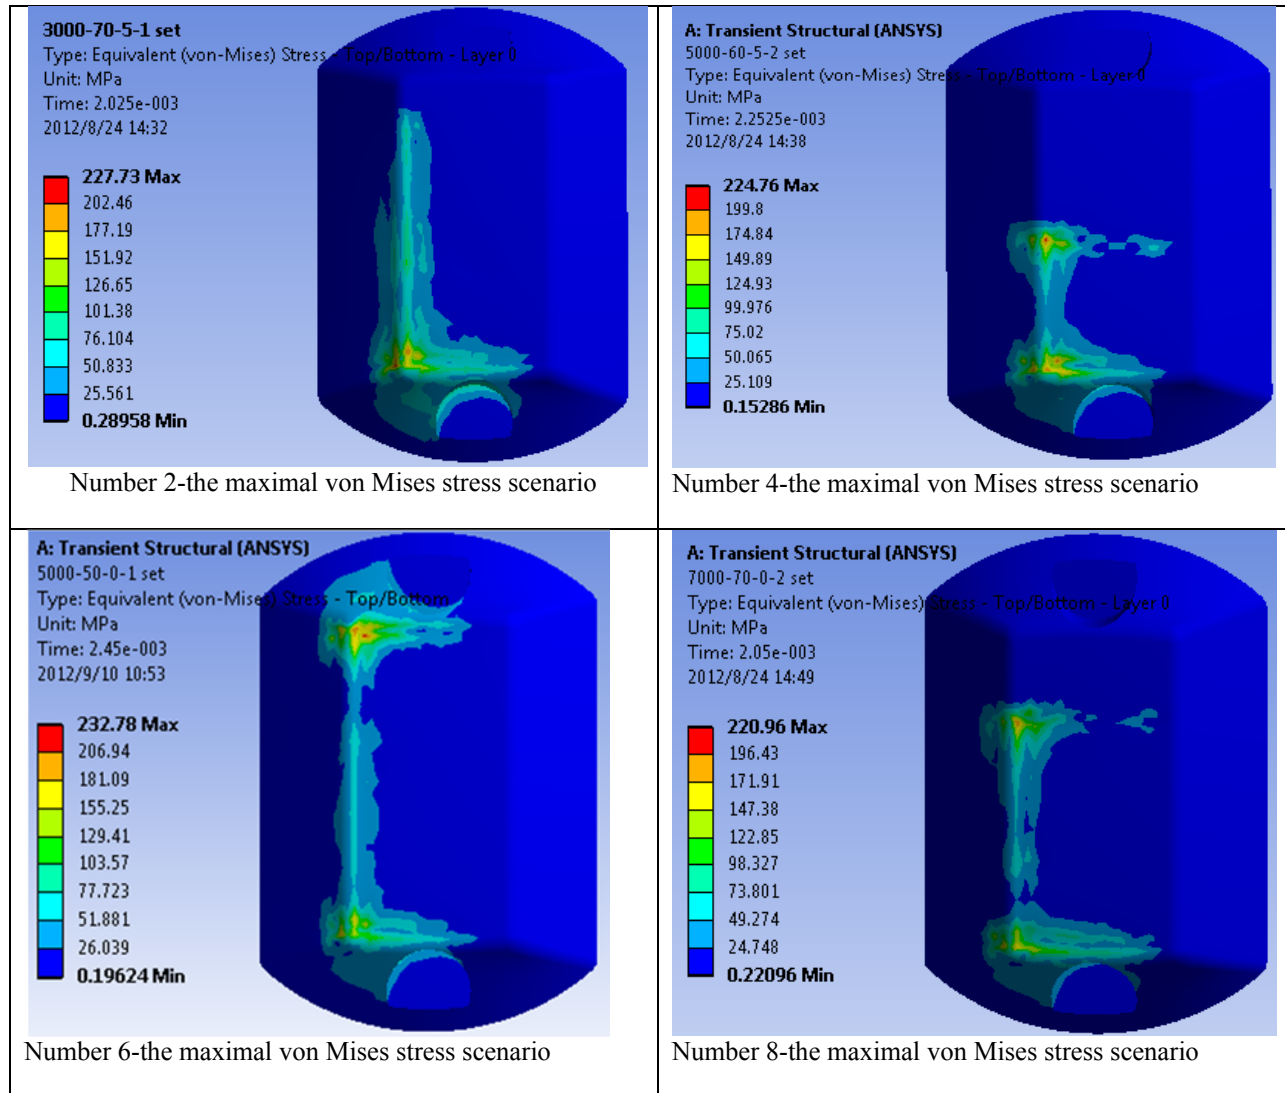 3000-70-5-1 set
Type: Equivalent (von-Mises) Stress - Top/Bottom - Layer 0
Unit: MPa
Time: 2.025e-003
2012/8/24 14:32
227.73 Max
202.46
177.19
151.92
126.65
101.38
76.104
50.833
25.561
0.28958 Min
Number 2-the maximal von Mises stress scenario
A: Transient Structural (ANSYS)
5000-60-5-2 set
Type: Equivalent (von-Mises) Stress - Top/Bottom - Layer 0
Unit: MPa
Time: 2.2525e-003
2012/8/24 14:38
224.76 Max
199.8
174.84
149.89
124.93
99.976
75.02
50.065
25.109
0.15286 Min
Number 4-the maximal von Mises stress scenario
A: Transient Structural (ANSYS)
5000-50-0-1 set
Type: Equivalent (von-Mises) Stress - Top/Bottom
Unit: MPa
Time: 2.45e-003
2012/9/10 10:53
232.78 Max
206.94
181.09
155.25
129.41
103.57
77.723
51.881
26.039
0.19624 Min
Number 6-the maximal von Mises stress scenario
A: Transient Structural (ANSYS)
7000-70-0-2 set
Type: Equivalent (von-Mises) Stress - Top/Bottom - Layer 0
Unit: MPa
Time: 2.05e-003
2012/8/24 14:49
220.96 Max
196.43
171.91
147.38
122.85
98.327
73.801
49.274
24.748
0.22096 Min
Number 8-the maximal von Mises stress scenario